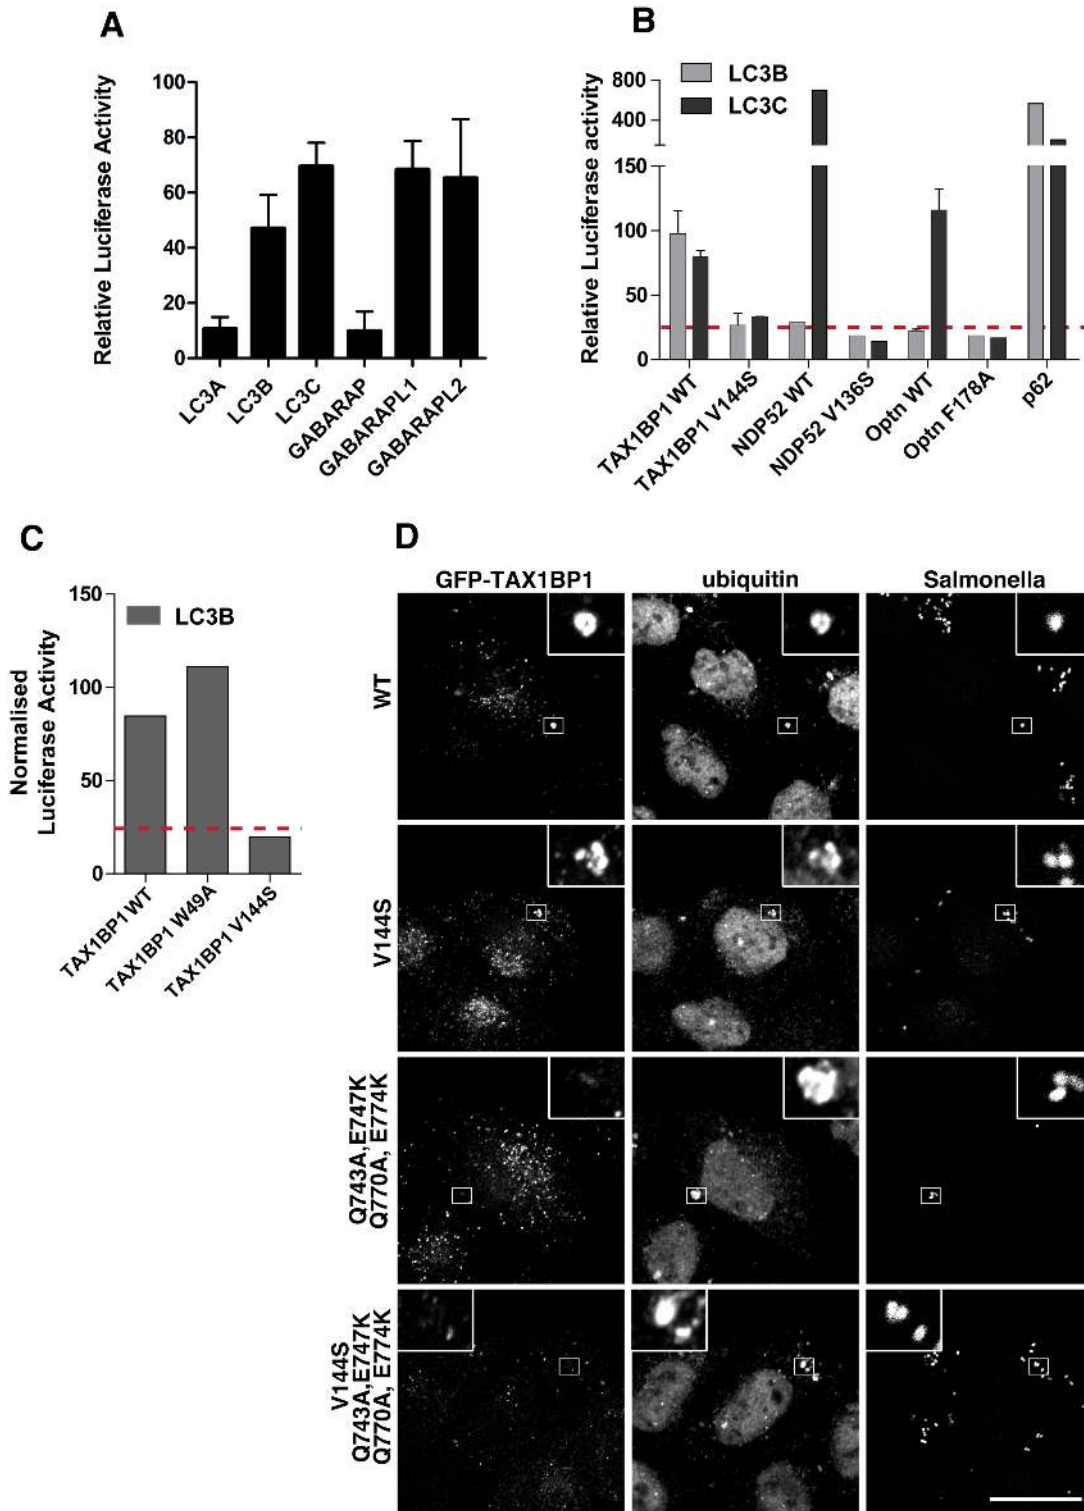 A
Relative Luciferase Activity
100
80
60
40
20
0
LC3A
LC3B
LC3C
GABARAP
GABARAPL1
GABARAPL2
B
Relative Luciferase activity
800
400
150
100
50
0
LC3B
LC3C
TAX1BP1 WT
TAX1BP1 V144S
NDP52 WT
NDP52 V136S
Optn WT
Optn F178A
p62
C
Normalised
Luciferase Activity
150
100
50
0
LC3B
TAX1BP1 WT
TAX1BP1 W49A
TAX1BP1 V144S
D
GFP-TAX1BP1
ubiquitin
Salmonella
WT
V144S
Q743A,E747K
Q770A, E774K
V144S
Q743A,E747K
Q770A, E774K